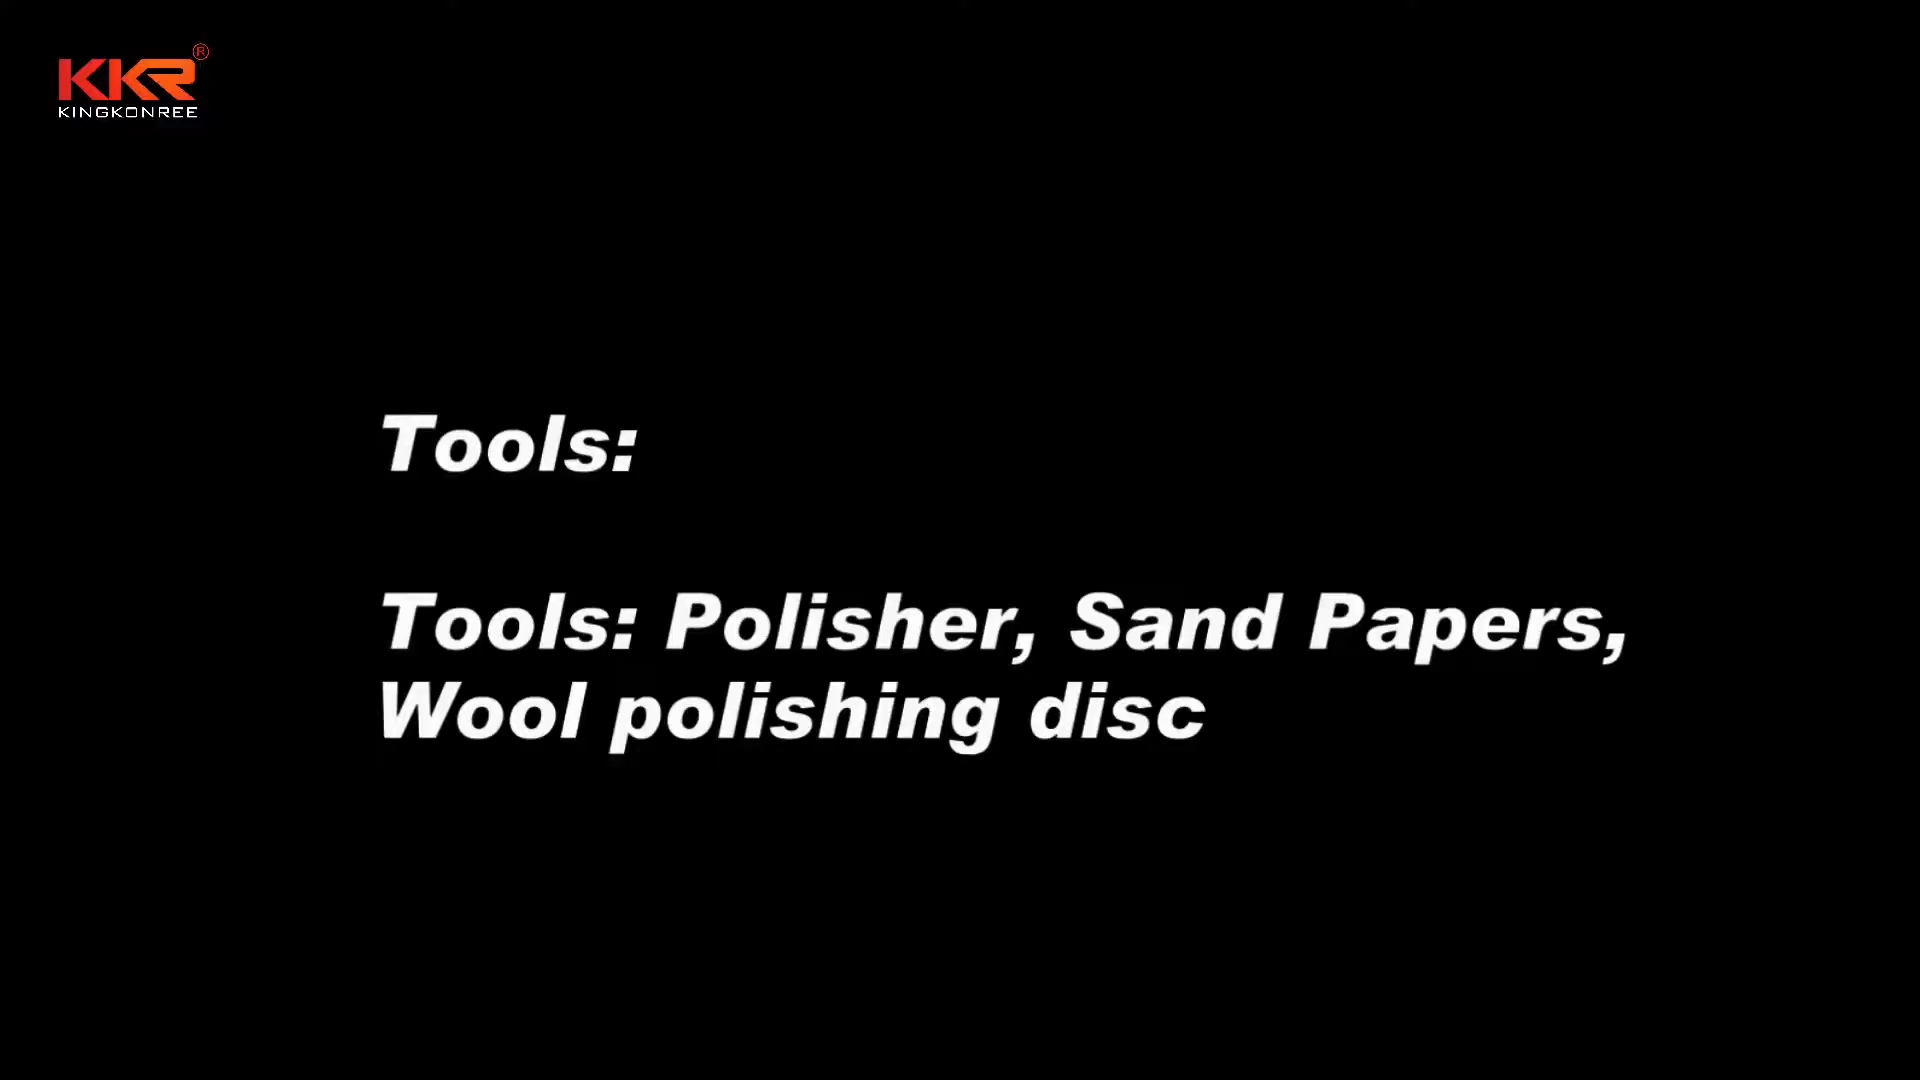 KKR®
KINGKONREE
Tools:
Tools: Polisher, Sand Papers,
Wool polishing disc